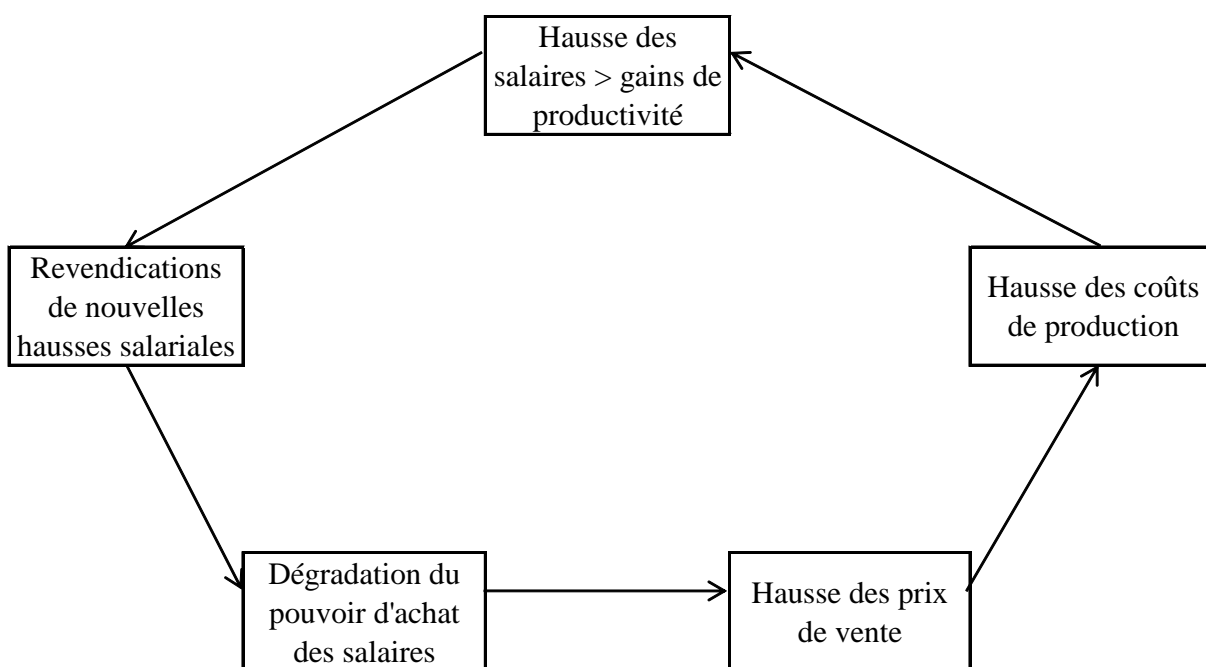 Hausse des
salaires > gains de
productivité
Revendications
de nouvelles
hausses salariales
Hausse des coûts
de production
Dégradation du
pouvoir d'achat
des salaires
Hausse des prix
de vente